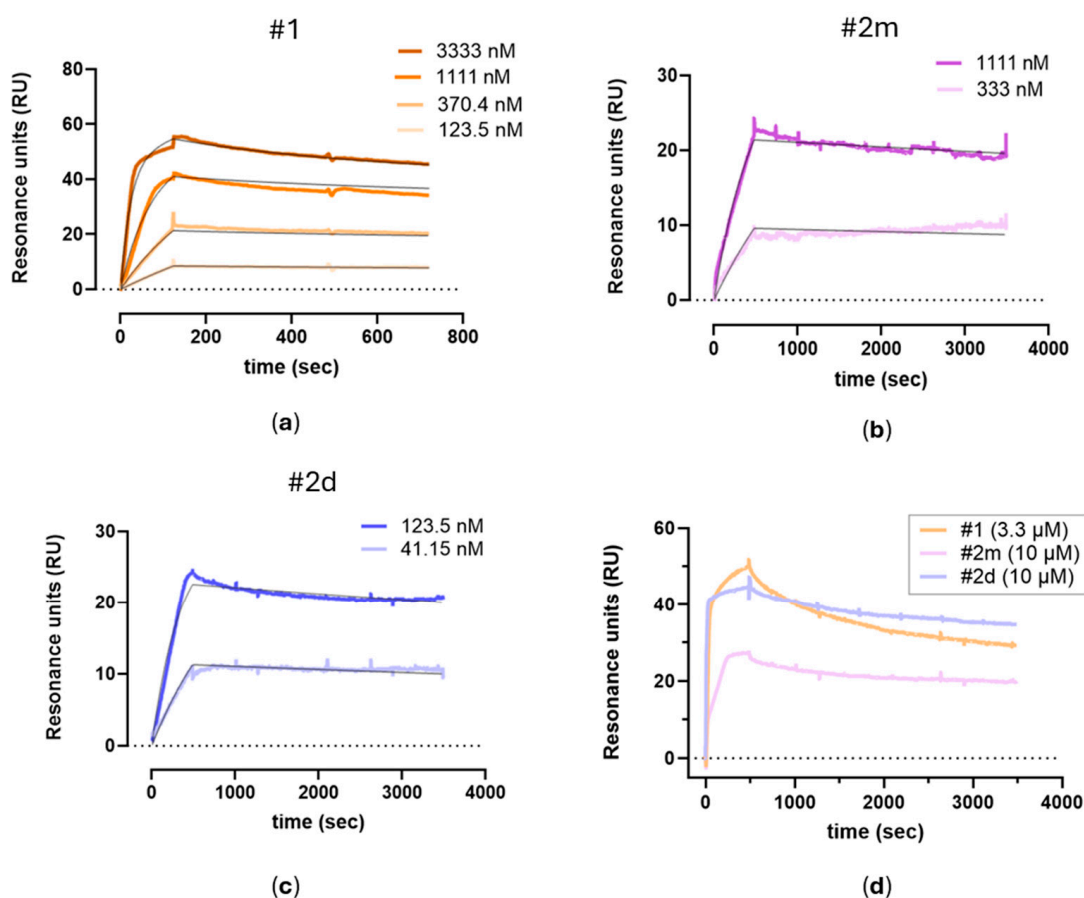 #1
3333 nM
1111 nM
370.4 nM
123.5 nM
Resonance units (RU)
80
60
40
20
0
0 200 400 600 800
time (sec)
(a)
#2m
1111 nM
333 nM
Resonance units (RU)
30
20
10
0
0 1000 2000 3000 4000
time (sec)
(b)
#2d
123.5 nM
41.15 nM
Resonance units (RU)
30
20
10
0
0 1000 2000 3000 4000
time (sec)
(c)
#1 (3.3 µM)
#2m (10 µM)
#2d (10 µM)
Resonance units (RU)
60
40
20
0
0 1000 2000 3000 4000
time (sec)
(d)